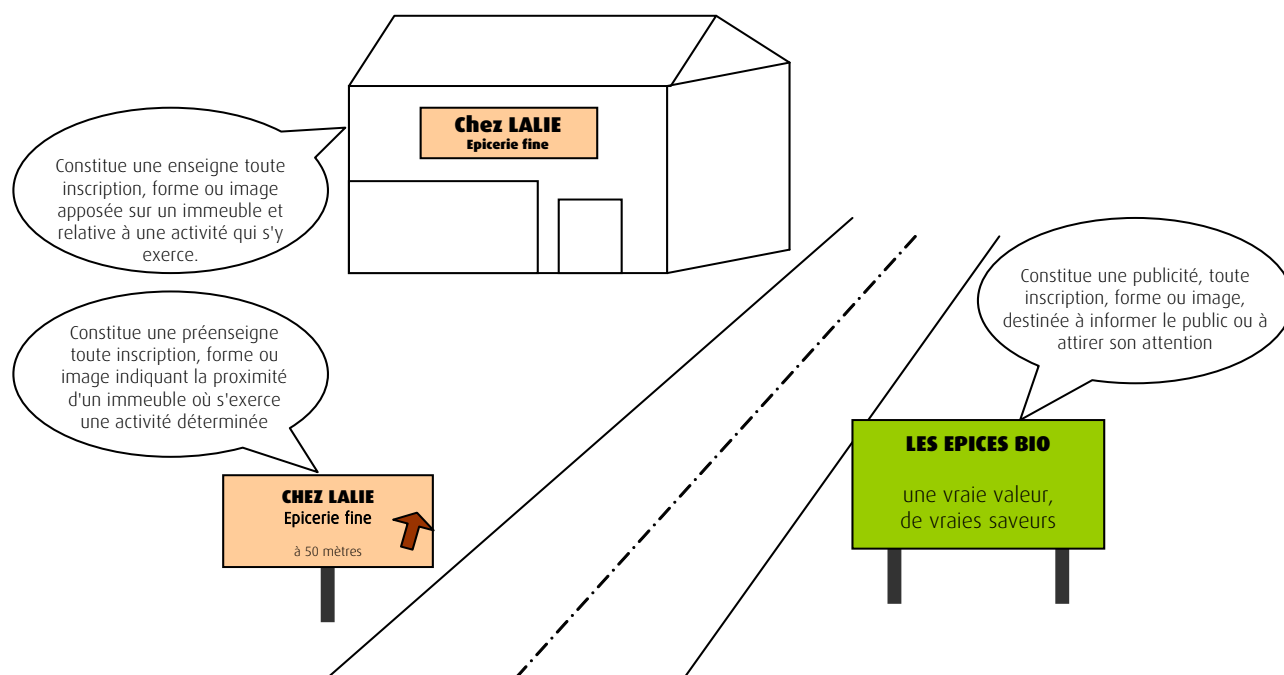 Chez LALIE
Epicerie fine
Constitue une enseigne toute
inscription, forme ou image
apposée sur un immeuble et
relative à une activité qui s'y
exerce.
Constitue une préenseigne
toute inscription, forme ou
image indiquant la proximité
d'un immeuble où s'exerce
une activité déterminée
Constitue une publicité, toute
inscription, forme ou image,
destinée à informer le public ou à
attirer son attention
CHEZ LALIE
Epicerie fine
à 50 mètres
LES EPICES BIO
une vraie valeur,
de vraies saveurs